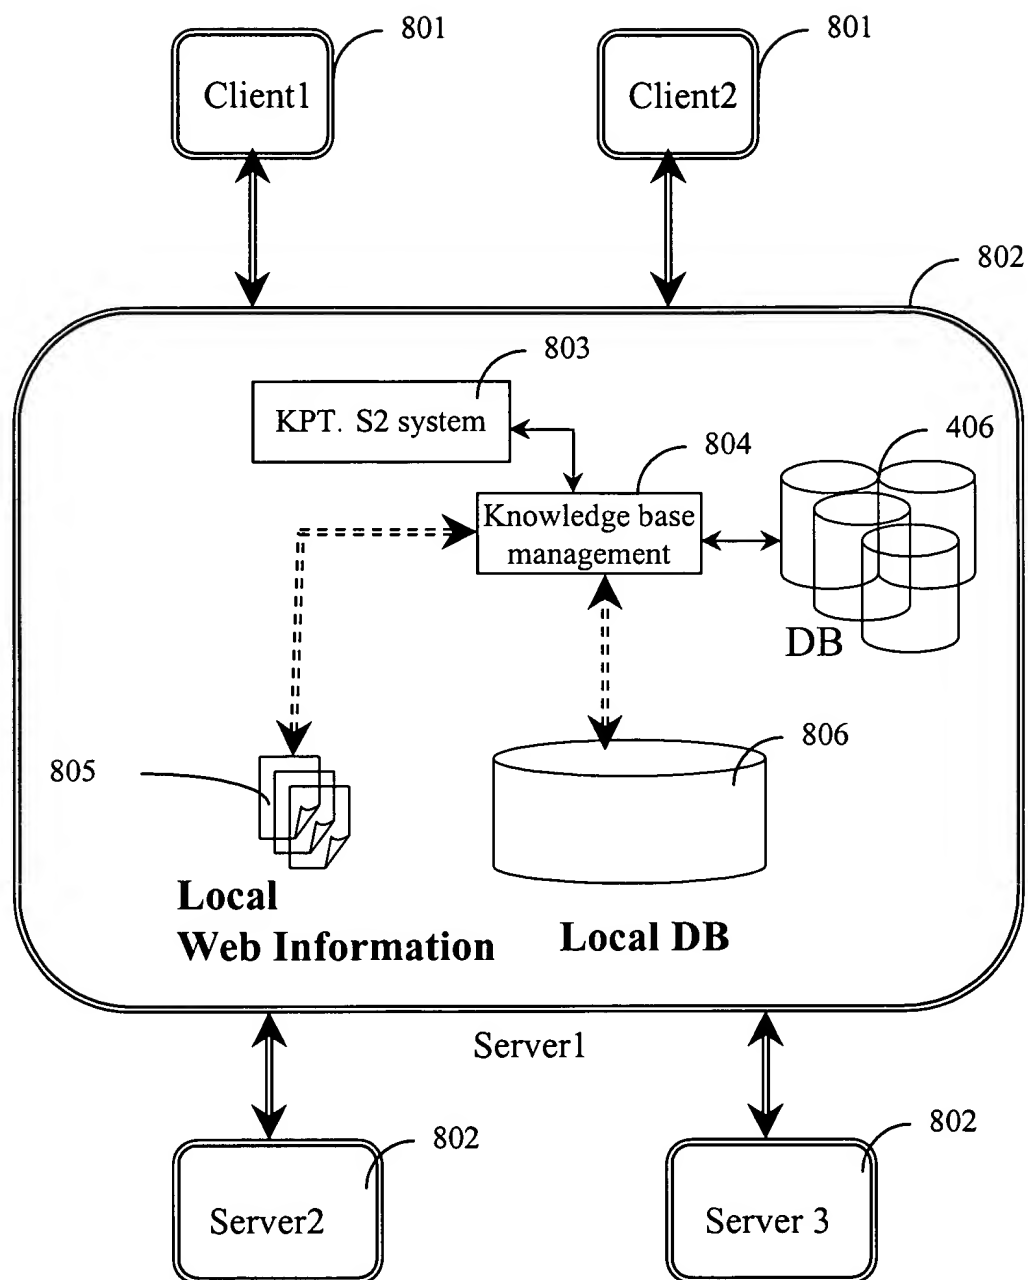 801
801
Client1
Client2
802
803
KPT. S2 system
804
406
Knowledge base
management
DB
806
805
Local
Web Information
Local DB
Server1
802
802
Server2
Server 3